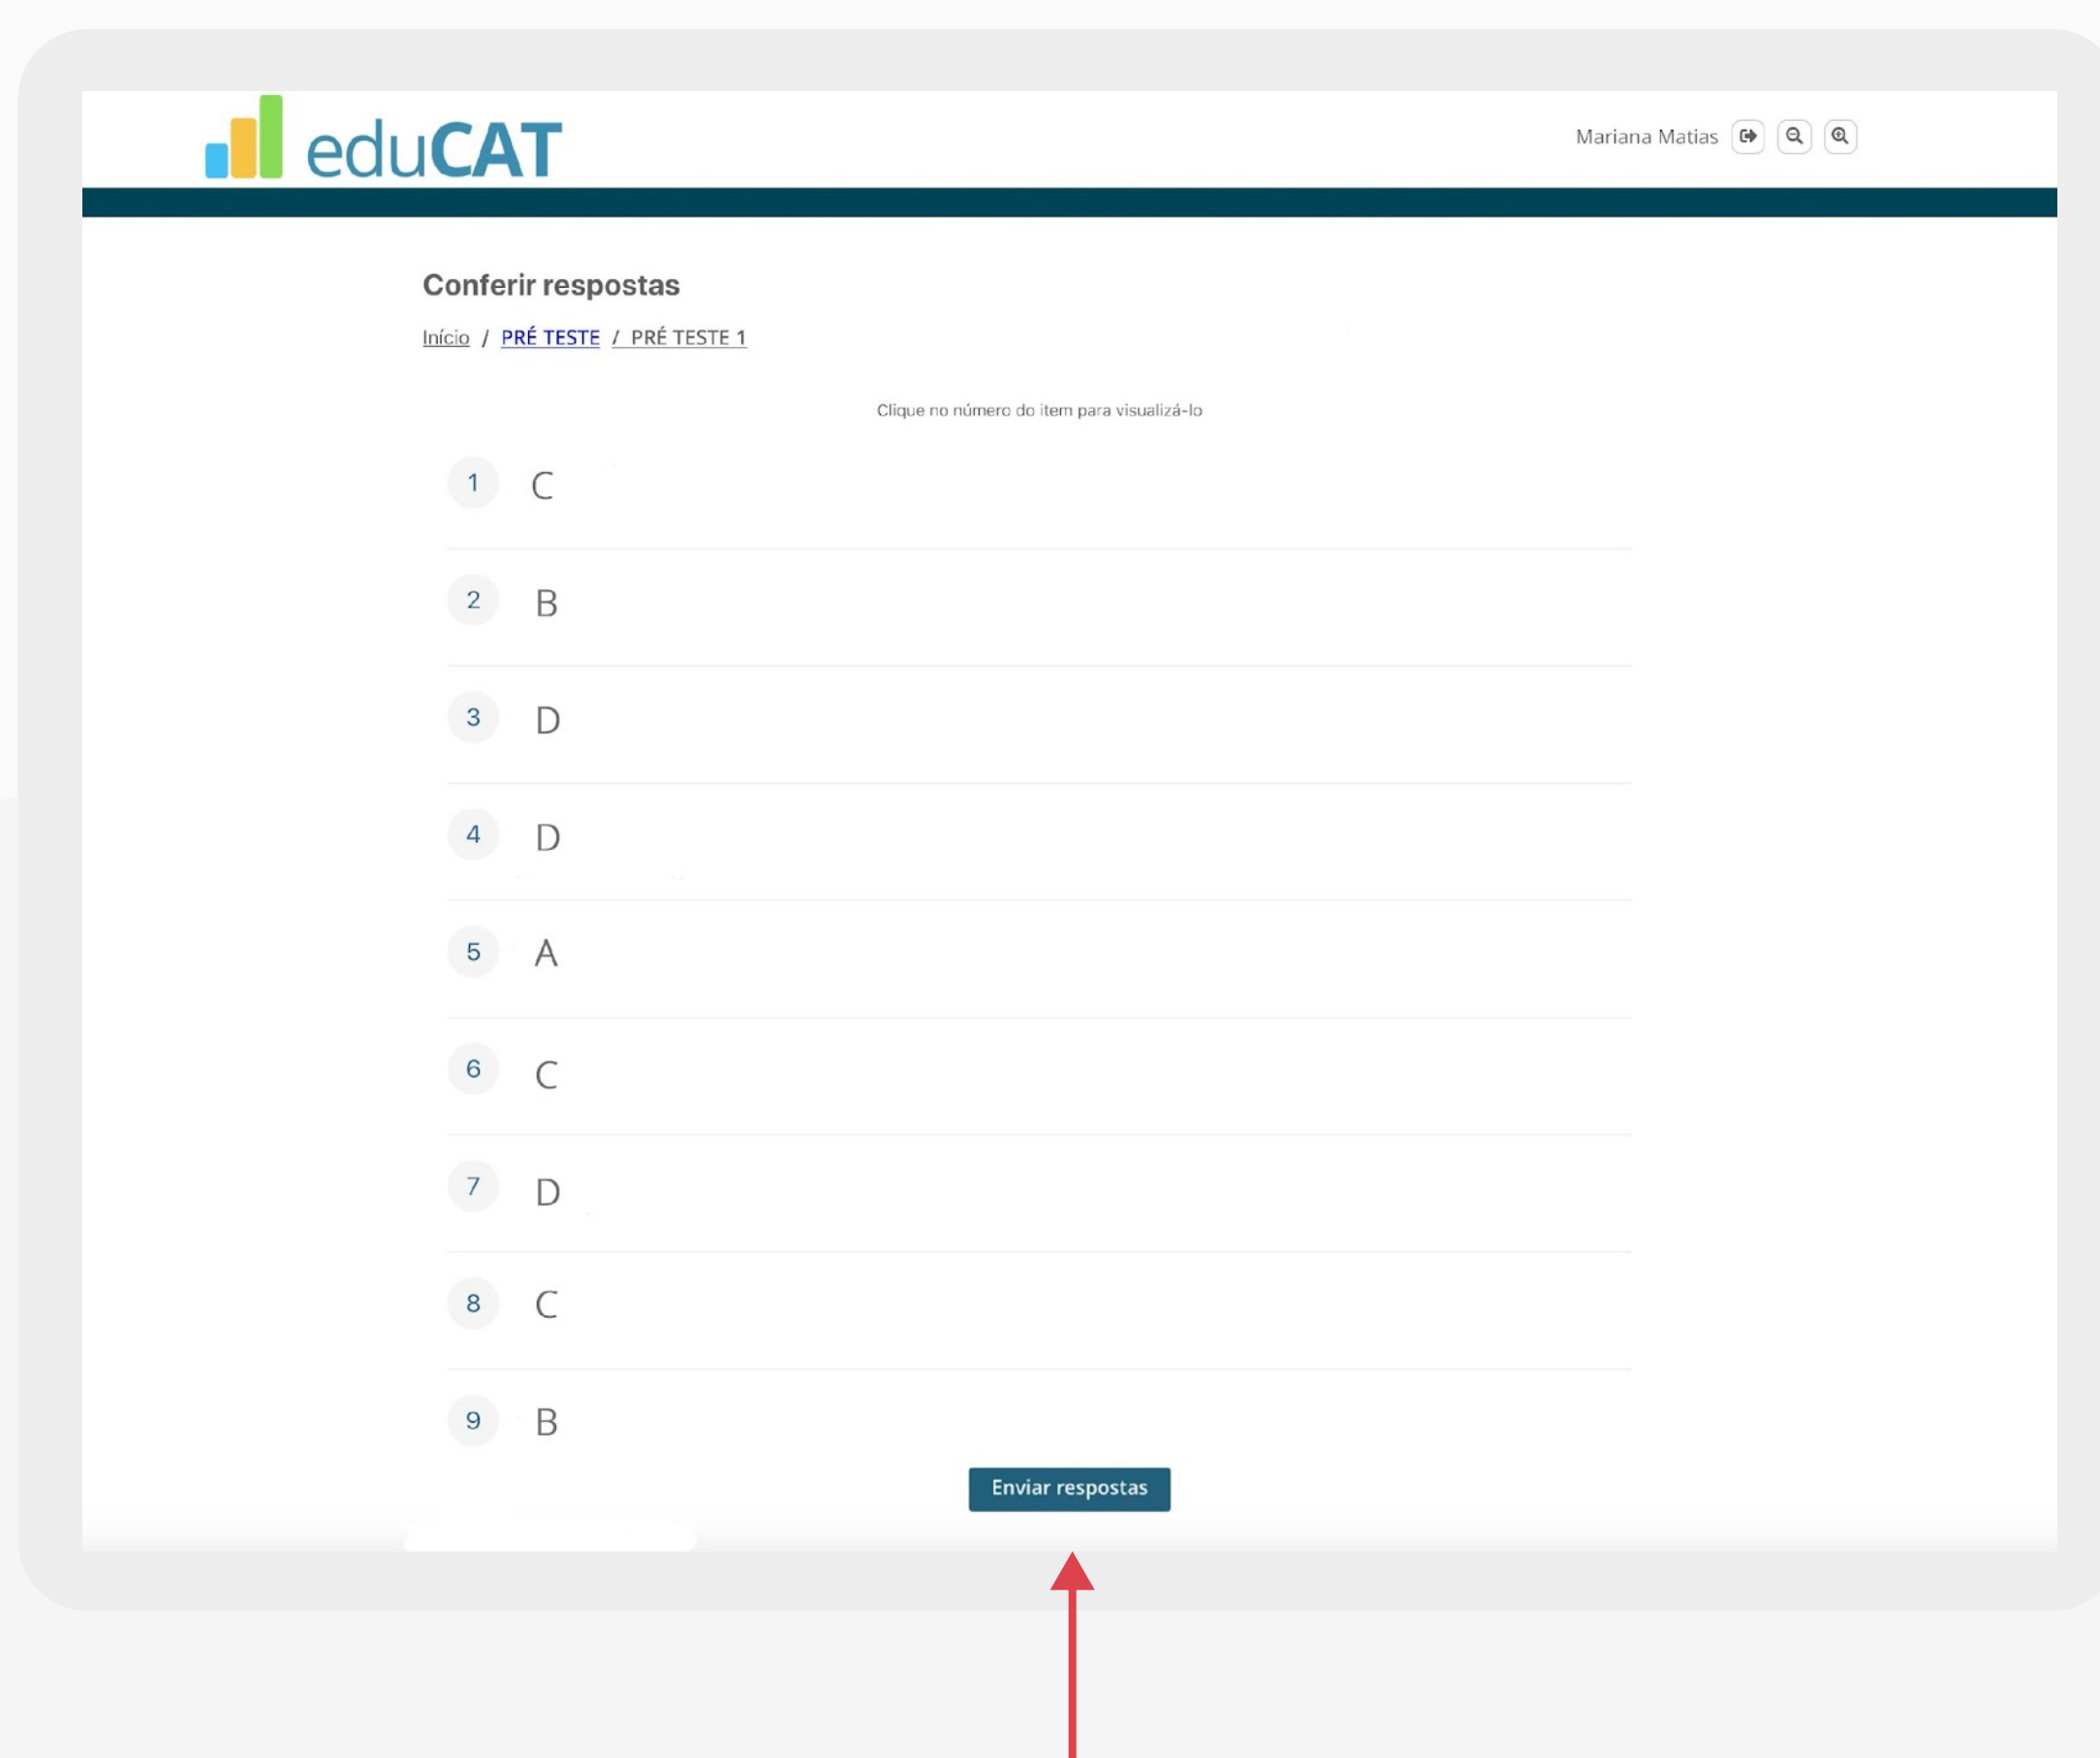 eduCAT
Mariana Matias
Conferir respostas
Início / PRÉ TESTE / PRÉ TESTE 1
Clique no número do item para visualizá-lo
1 C
2 B
3 D
4 D
5 A
6 C
7 D
8 C
9 B
Enviar respostas